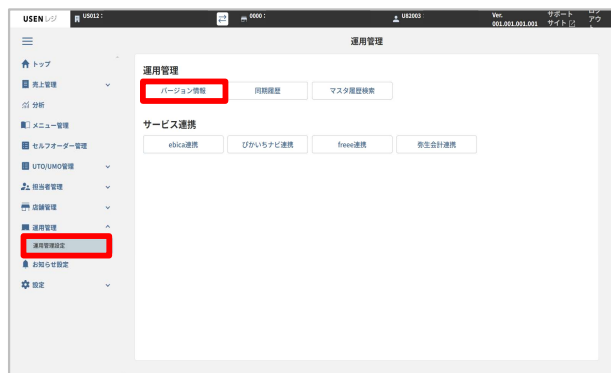 USEN レジ US012： 0000： U82003 Ver. 001.001.001.001 サポートサイト ログアウト
運用管理
トップ
売上管理
分析
メニュー管理
セルフオーダー管理
UTO/UMO管理
担当者管理
店舗管理
運用管理
運用管理設定
お知らせ設定
設定
運用管理
バージョン情報 同期履歴 マスタ履歴検索
サービス連携
ebica連携 ぴかいちナビ連携 freee連携 弥生会計連携